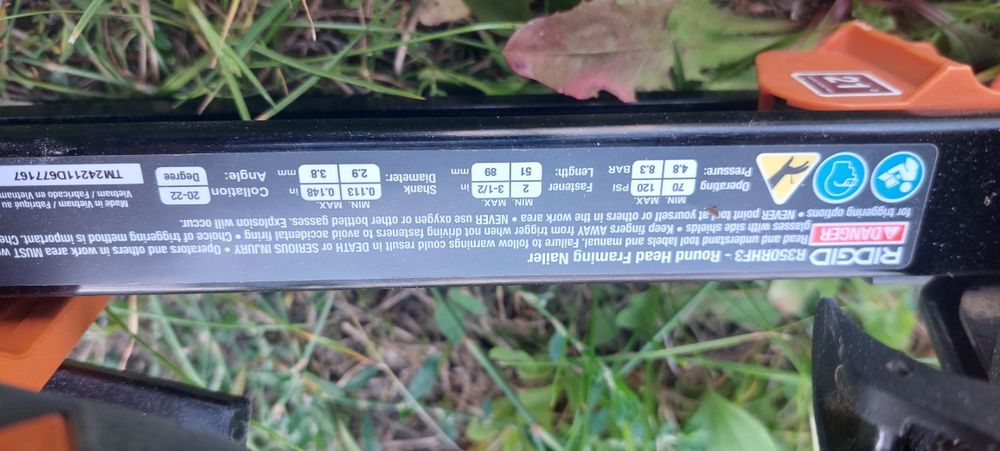 RIDGID R350RHF3 - Round Head Framing Nailer
DANGER Read and understand tool labels and manual. Failure to follow warnings could result in DEATH or SERIOUS INJURY • Operators and others in work area MUST w
glasses with side shields • Keep fingers AWAY from trigger when not driving fasteners to avoid accidental firing • Choice of triggering method is important. Che
for triggering options • NEVER point tool at yourself or others in the work area • NEVER use oxygen or other bottled gasses. Explosion will occur.
MIN. MAX.
Operating 70 120 PSI
Pressure: 4.8 8.3 BAR
MIN. MAX.
Fastener 2 3-1/2 in
Length: 51 89 mm
MIN. MAX.
Shank 0.113 0.148 in
Diameter: 2.9 3.8 mm
Collation 20-22
Angle: Degree
Made in Vietnam / Fabriqué au
Vietnam / Fabricado en Vietnam
TM24211D677167